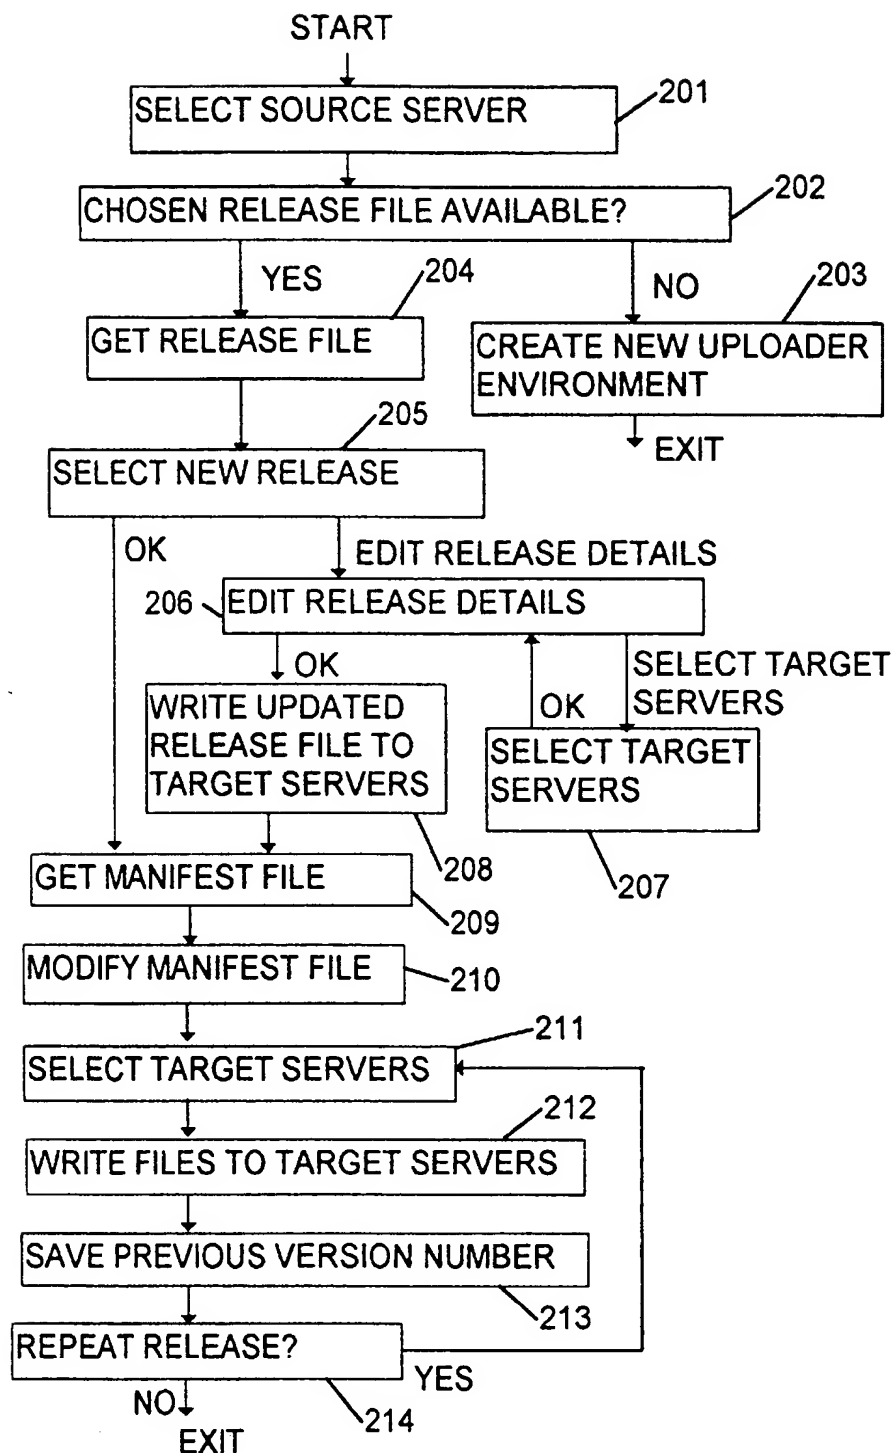 START
SELECT SOURCE SERVER
201
CHOSEN RELEASE FILE AVAILABLE?
202
YES
204
NO
203
GET RELEASE FILE
CREATE NEW UPLOADER
ENVIRONMENT
EXIT
205
SELECT NEW RELEASE
OK
EDIT RELEASE DETAILS
206
EDIT RELEASE DETAILS
OK
SELECT TARGET
SERVERS
OK
WRITE UPDATED
RELEASE FILE TO
TARGET SERVERS
SELECT TARGET
SERVERS
208
207
GET MANIFEST FILE
209
MODIFY MANIFEST FILE
210
211
SELECT TARGET SERVERS
212
WRITE FILES TO TARGET SERVERS
SAVE PREVIOUS VERSION NUMBER
213
REPEAT RELEASE?
YES
NO
214
EXIT